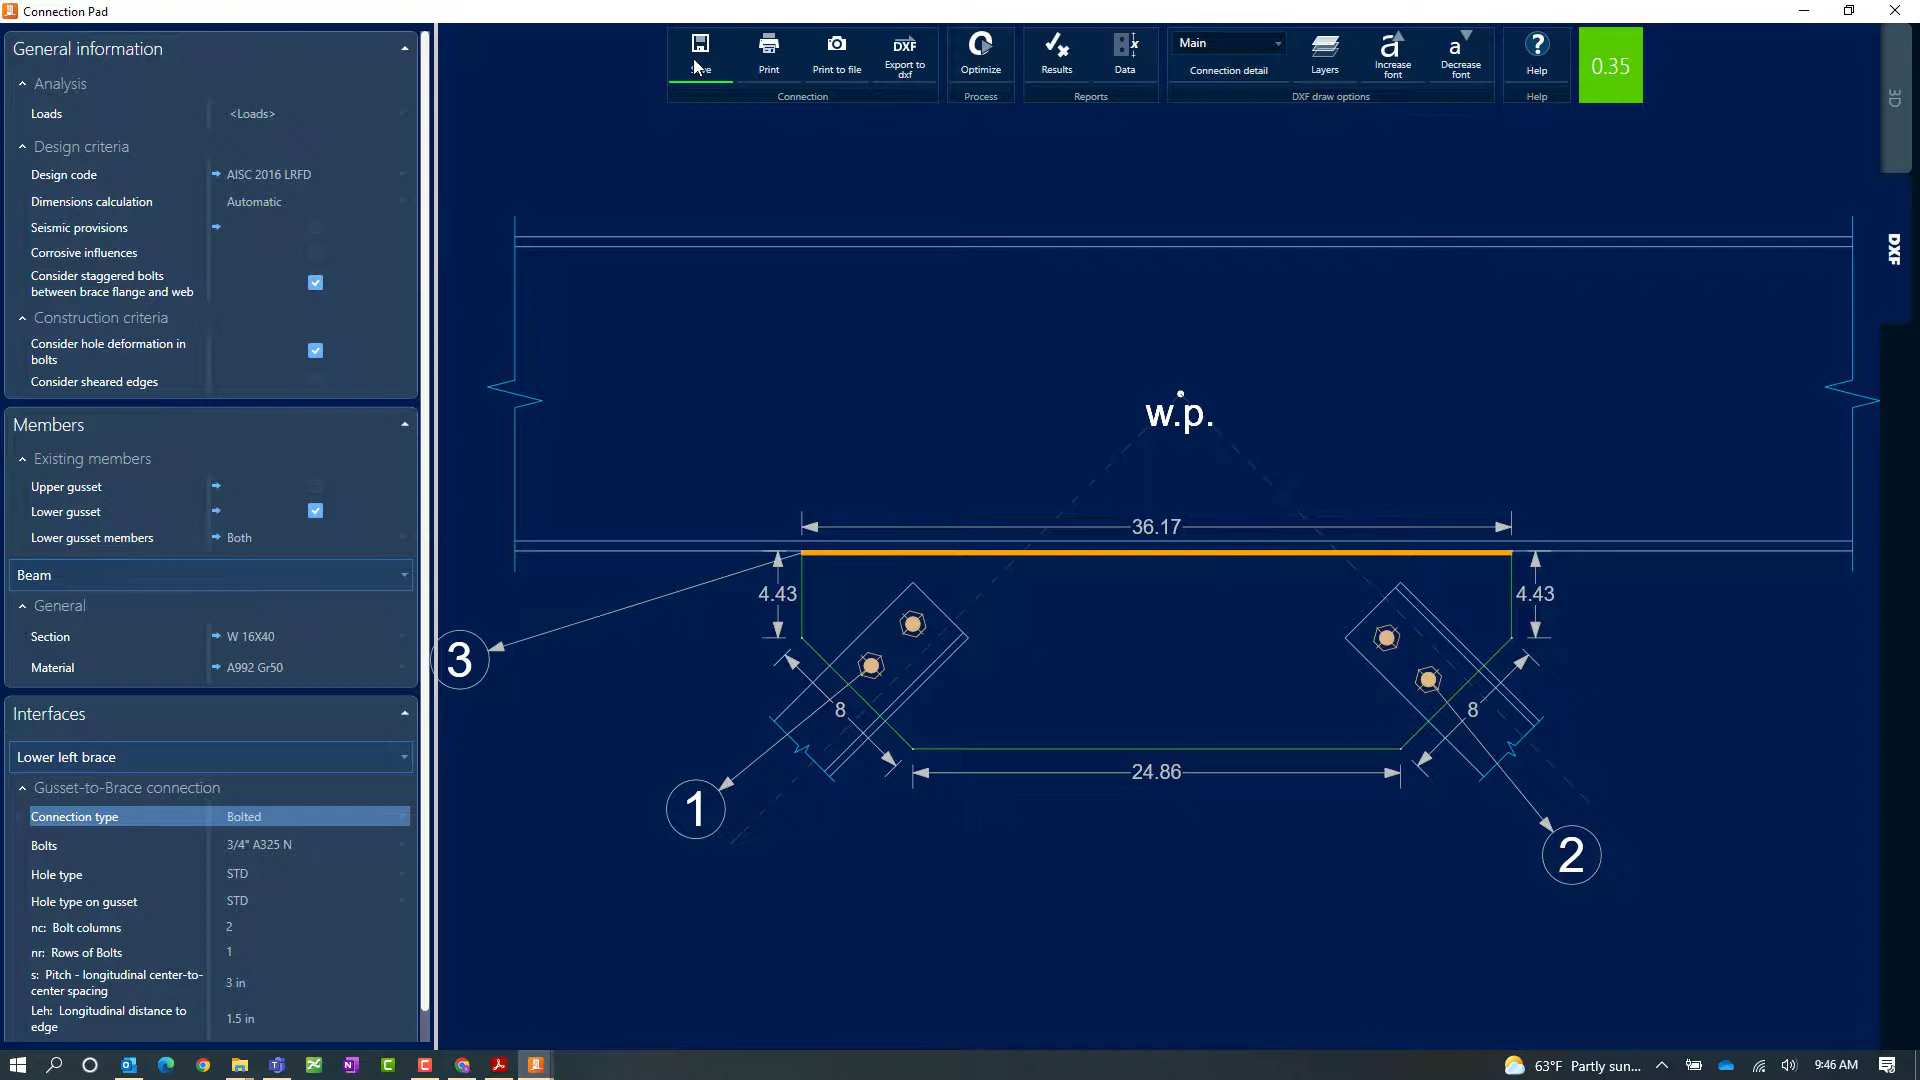 Connection Pad
General information
Analysis
Loads <Loads>
Design criteria
Design code AISC 2016 LRFD
Dimensions calculation Automatic
Seismic provisions
Corrosive influences
Consider staggered bolts
between brace flange and web
Construction criteria
Consider hole deformation in
bolts
Consider sheared edges
Members
Existing members
Upper gusset
Lower gusset
Lower gusset members Both
Beam
General
Section W 16X40
Material A992 Gr50
Interfaces
Lower left brace
Gusset-to-Brace connection
Connection type Bolted
Bolts 3/4" A325 N
Hole type STD
Hole type on gusset STD
nc: Bolt columns 2
nr: Rows of Bolts 1
s: Pitch - longitudinal center-to-
center spacing 3 in
Leh: Longitudinal distance to
edge 1.5 in
Print
Print to file
DXF
Export to
dxf
Connection
Optimize
Process
Results
Data
Reports
Main
Connection detail
Layers
a
Increase
font
a
Decrease
font
DXF draw options
?
Help
Help
0.35
3D
DXF
w.p.
36.17
4.43
4.43
3
8
8
24.86
1
2
63°F Partly sun...
9:46 AM